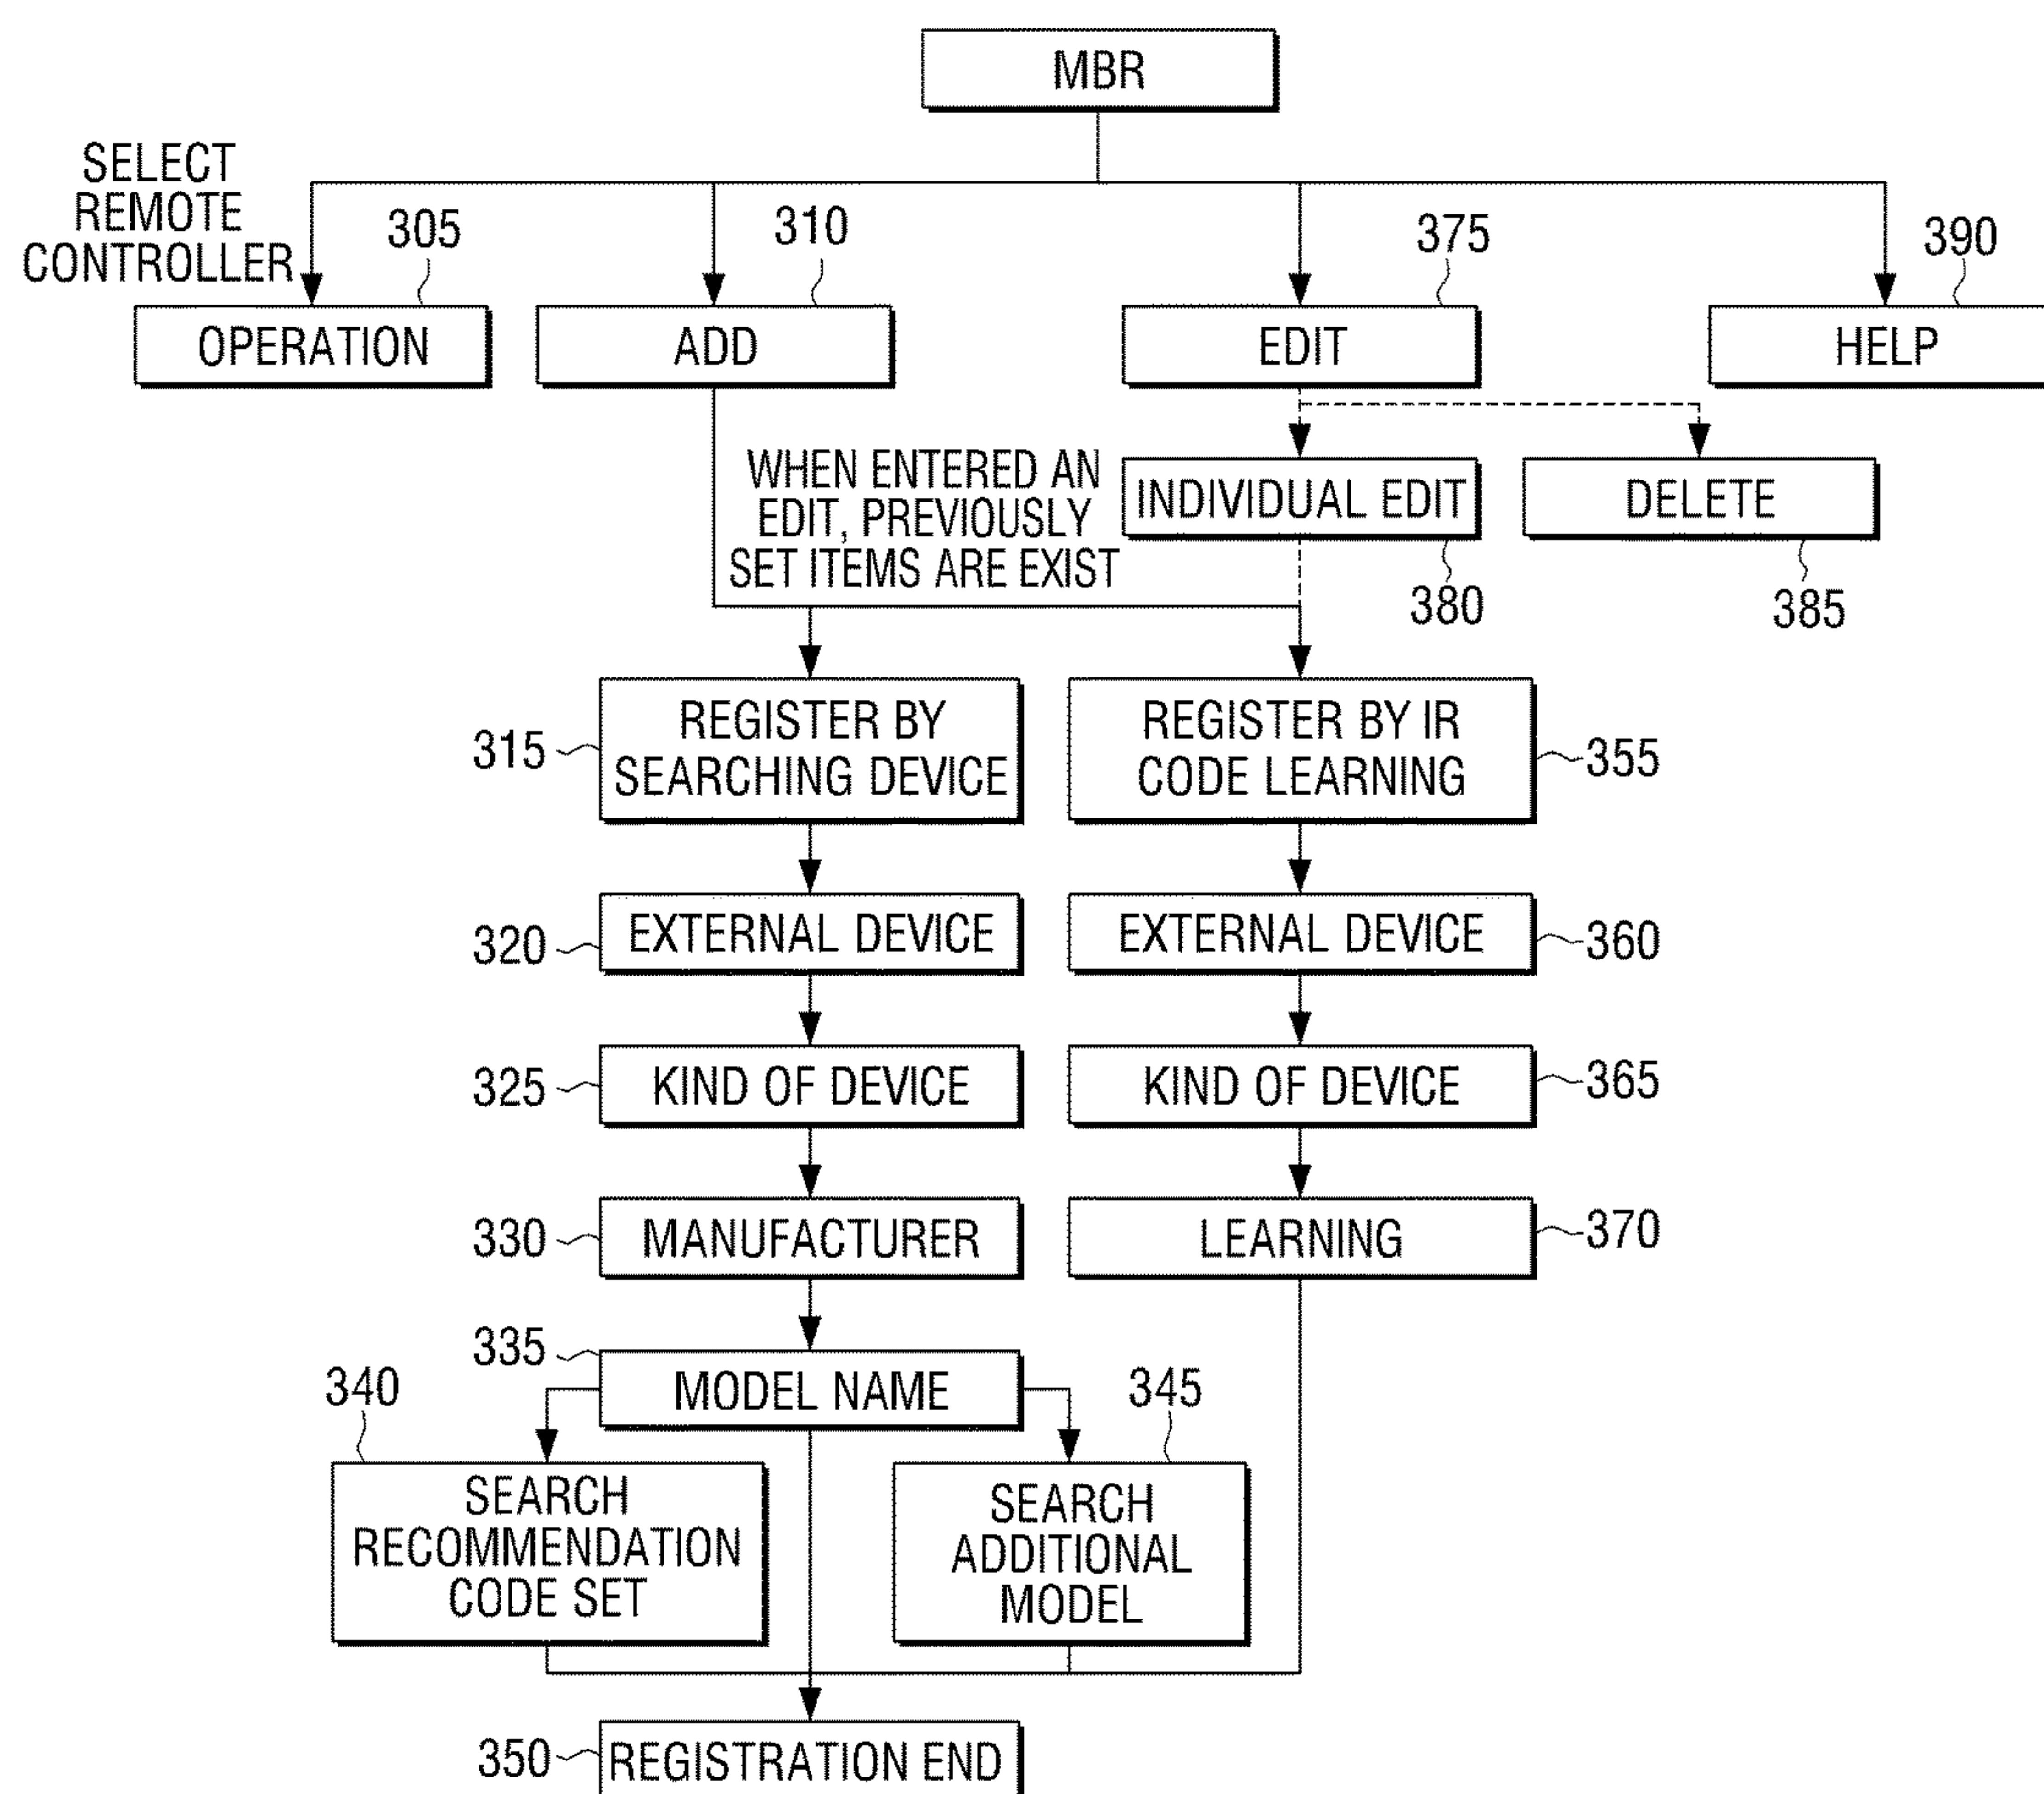 MBR
SELECT
REMOTE
CONTROLLER
305
310
375
390
OPERATION
ADD
EDIT
HELP
WHEN ENTERED AN
EDIT, PREVIOUSLY
SET ITEMS ARE EXIST
INDIVIDUAL EDIT
DELETE
380
385
315
REGISTER BY
SEARCHING DEVICE
REGISTER BY IR
CODE LEARNING
355
320
EXTERNAL DEVICE
EXTERNAL DEVICE
360
325
KIND OF DEVICE
KIND OF DEVICE
365
330
MANUFACTURER
LEARNING
370
335
MODEL NAME
340
345
SEARCH
RECOMMENDATION
CODE SET
SEARCH
ADDITIONAL
MODEL
350
REGISTRATION END